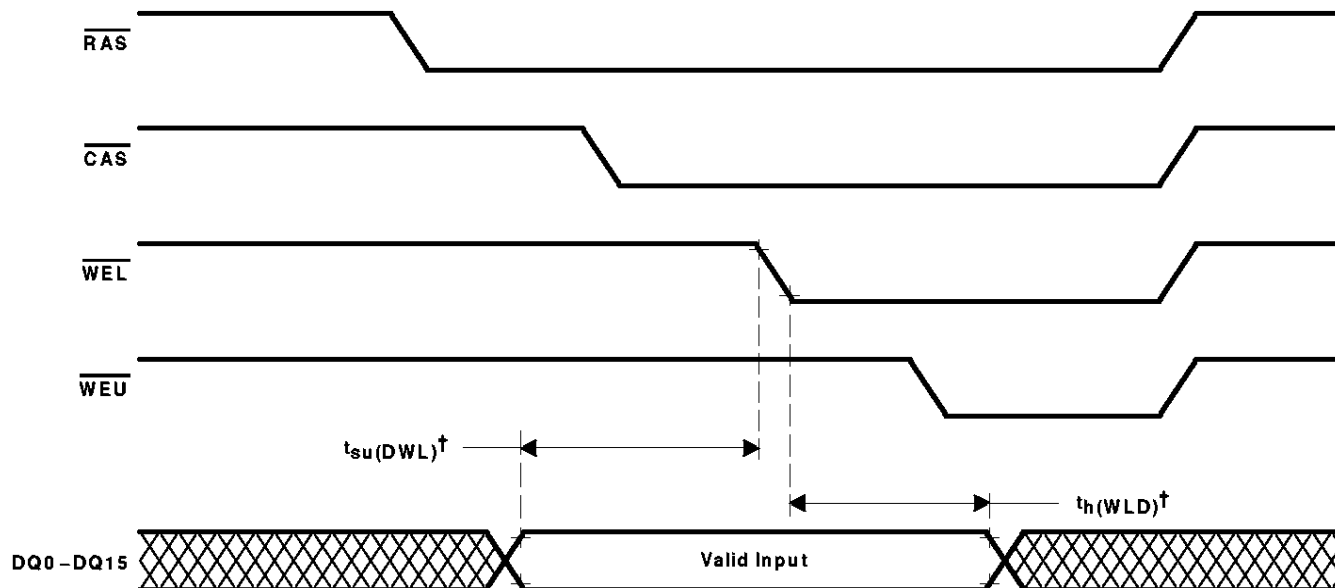 RAS
CAS
WEL
WEU
tsu(DWL)†
th(WLD)†
DQ0–DQ15
Valid Input